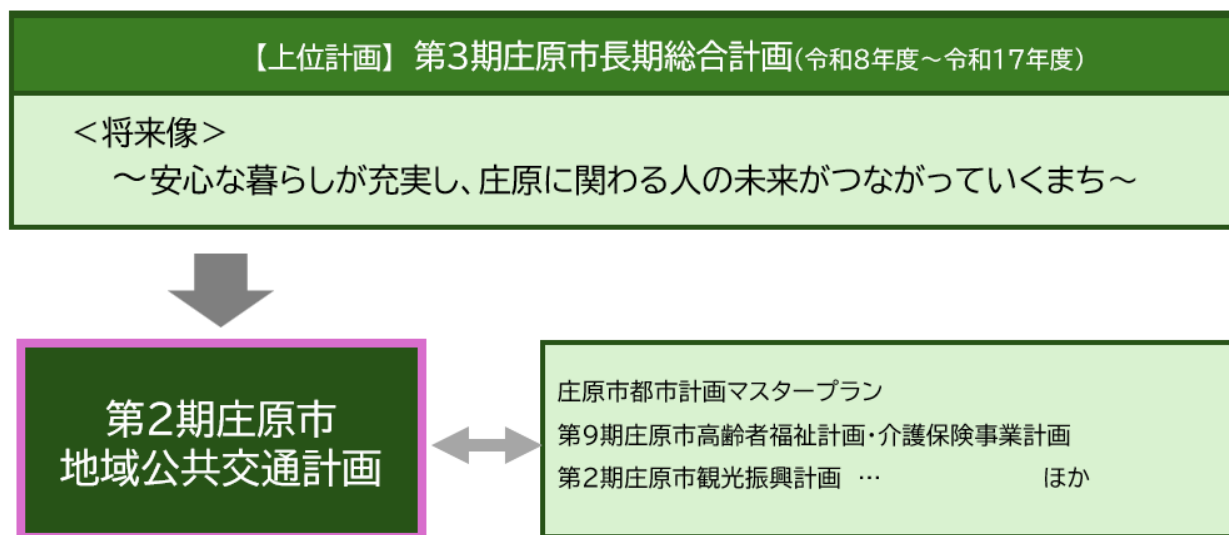 【上位計画】 第3期庄原市長期総合計画(令和8年度～令和17年度)
＜将来像＞
～安心な暮らしが充実し、庄原に関わる人の未来がつながっていくまち～
第2期庄原市
地域公共交通計画
庄原市都市計画マスタープラン
第9期庄原市高齢者福祉計画・介護保険事業計画
第2期庄原市観光振興計画 … ほか